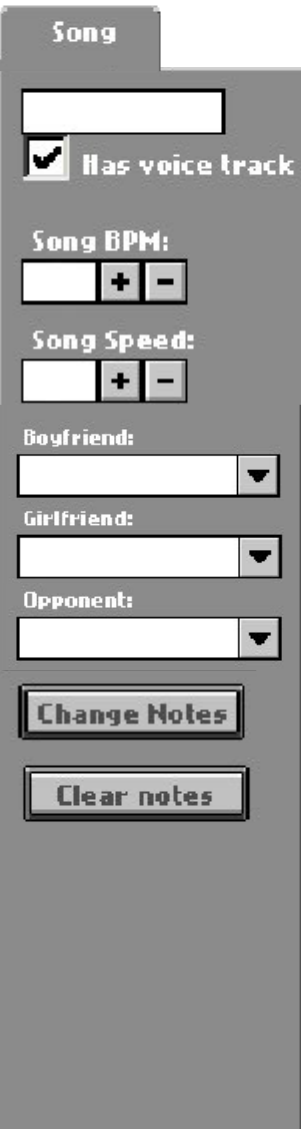 Song
Has voice track
Song BPM:
+ -
Song Speed:
+ -
Boyfriend:
Girlfriend:
Opponent:
Change Notes
Clear notes